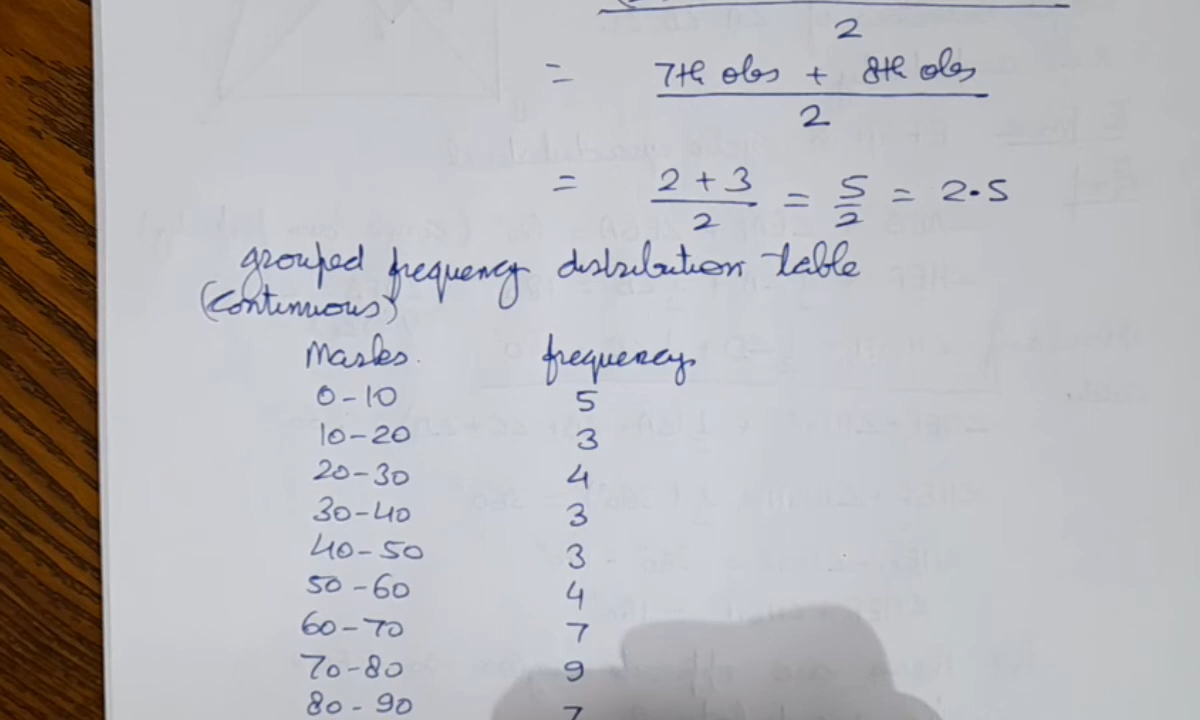 2
= 7th obs + 8th obs
2
= 2 + 3 / 2 = 5 / 2 = 2.5
grouped frequency distribution table
(continuous)
Marks. frequency
0-10 5
10-20 3
20-30 4
30-40 3
40-50 3
50-60 4
60-70 7
70-80 9
80-90 7